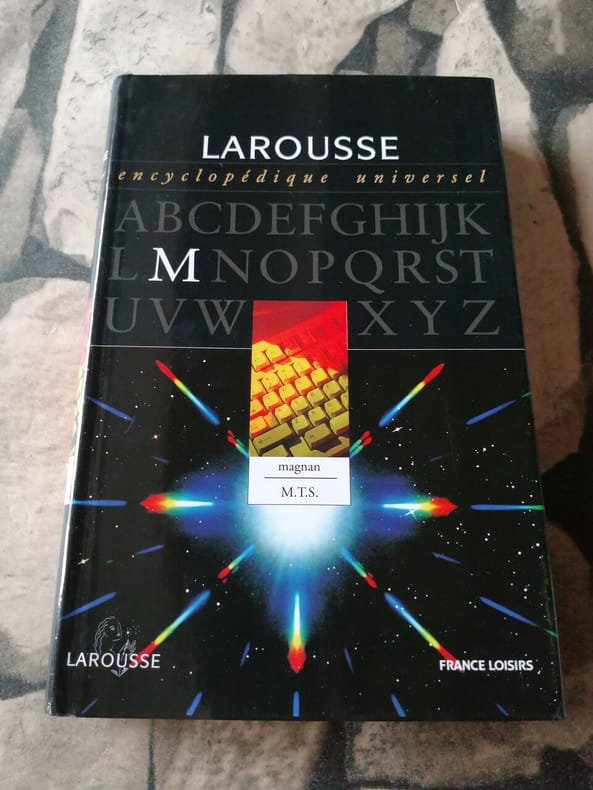 LAROUSSE
encyclopédique universel
ABCDEFGHIJK
LMNOPQRST
UVW XYZ
magnan
M.T.S.
LAROUSSE
FRANCE LOISIRS